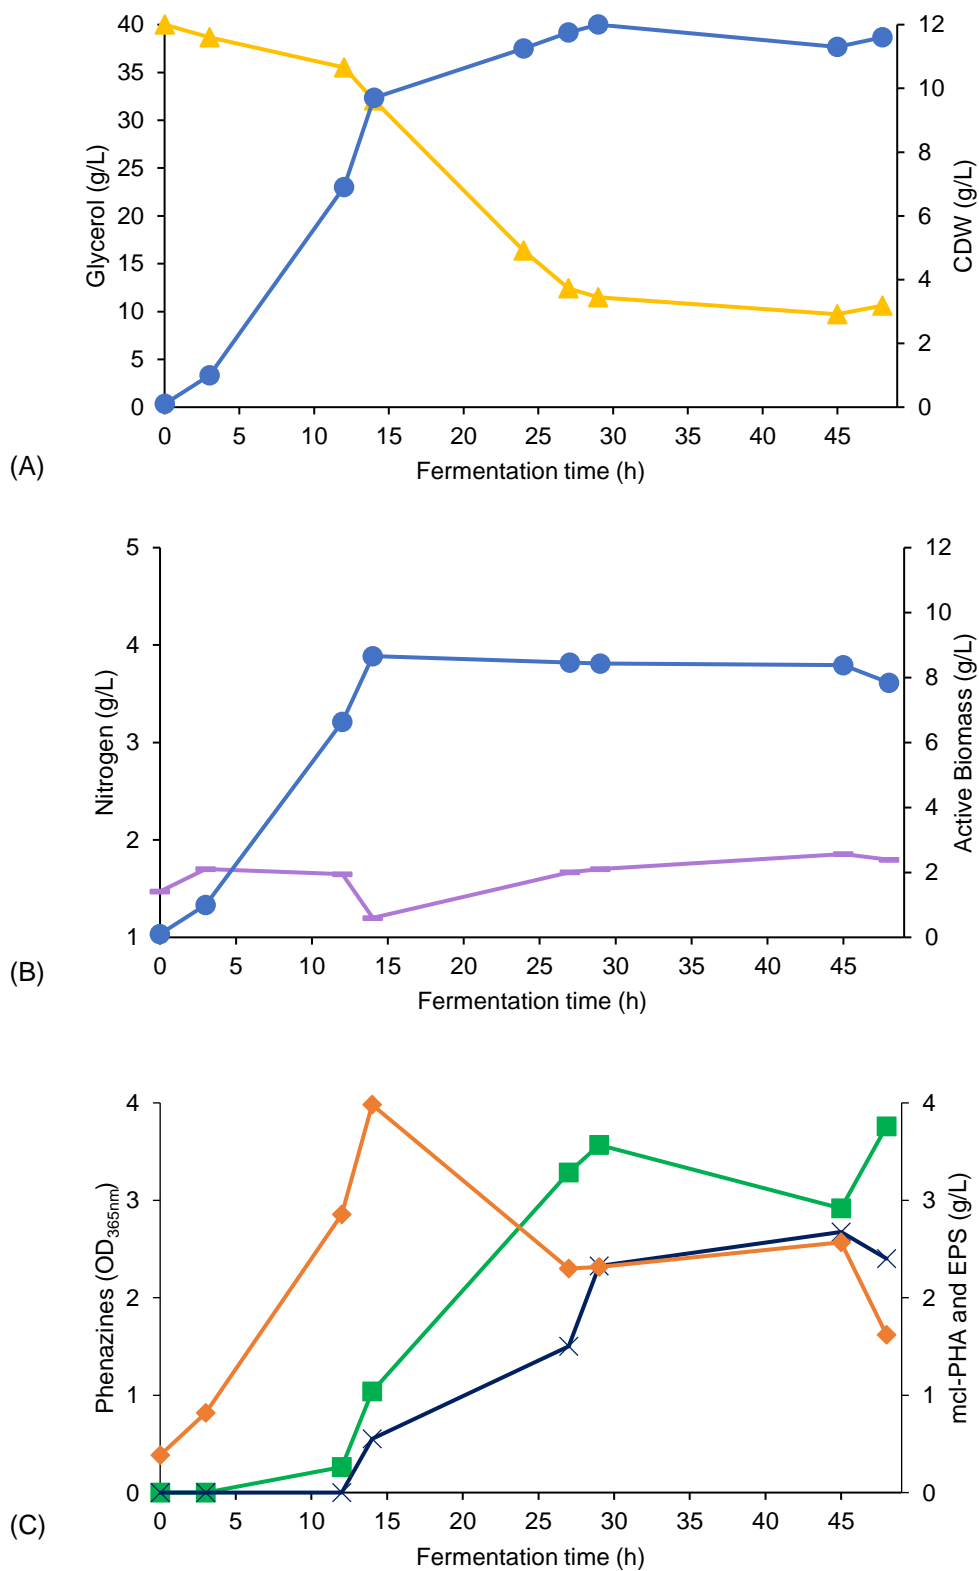 40
35
30
25
20
15
10
5
0
Glycerol (g/L)
12
10
8
6
4
2
0
CDW (g/L)
0 5 10 15 20 25 30 35 40 45
Fermentation time (h)
(A)
5
4
3
2
1
Nitrogen (g/L)
12
10
8
6
4
2
0
Active Biomass (g/L)
0 5 10 15 20 25 30 35 40 45
Fermentation time (h)
(B)
4
3
2
1
0
Phenazines (OD365nm)
4
3
2
1
0
mcl-PHA and EPS (g/L)
0 5 10 15 20 25 30 35 40 45
Fermentation time (h)
(C)